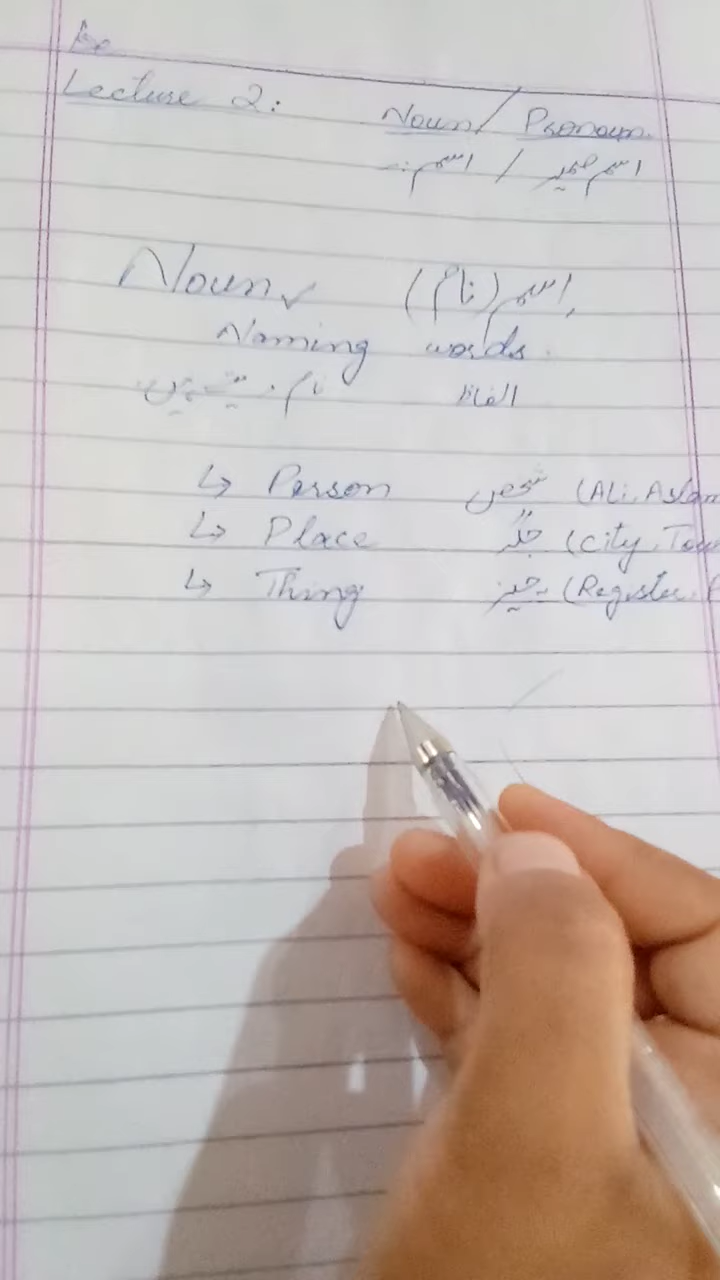 Lecture 2: Noun / Pronoun.
اسم / اسم ضمیر
Noun ✓ اسم (نام)
Naming words.
نام الفاظ
↳ Person شخص (Ali, Aslam
↳ Place جگہ (City, Tow
↳ Thing چیز (Register, P